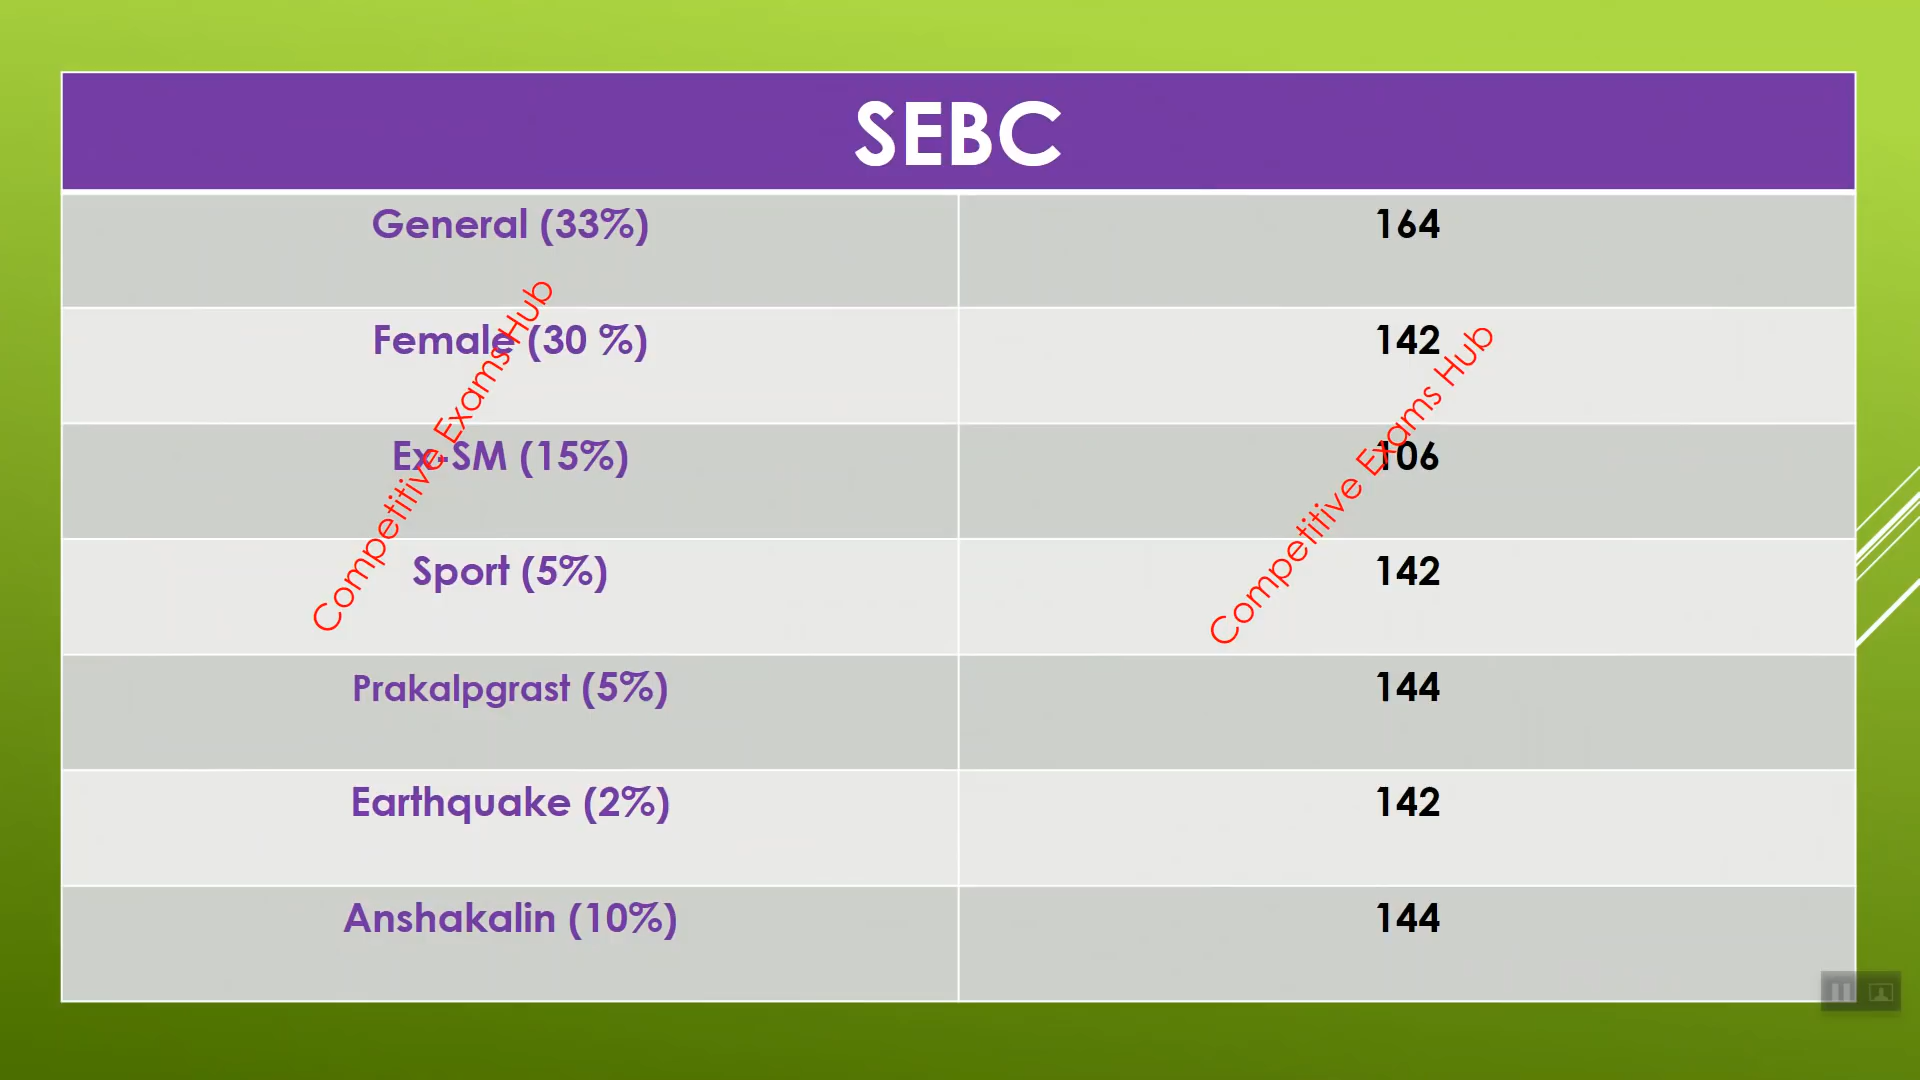 SEBC
General (33%) 164
Female (30 %) 142
Ex-SM (15%) 106
Sport (5%) 142
Prakalpgrast (5%) 144
Earthquake (2%) 142
Anshakalin (10%) 144
Competitive Exams Hub
Competitive Exams Hub